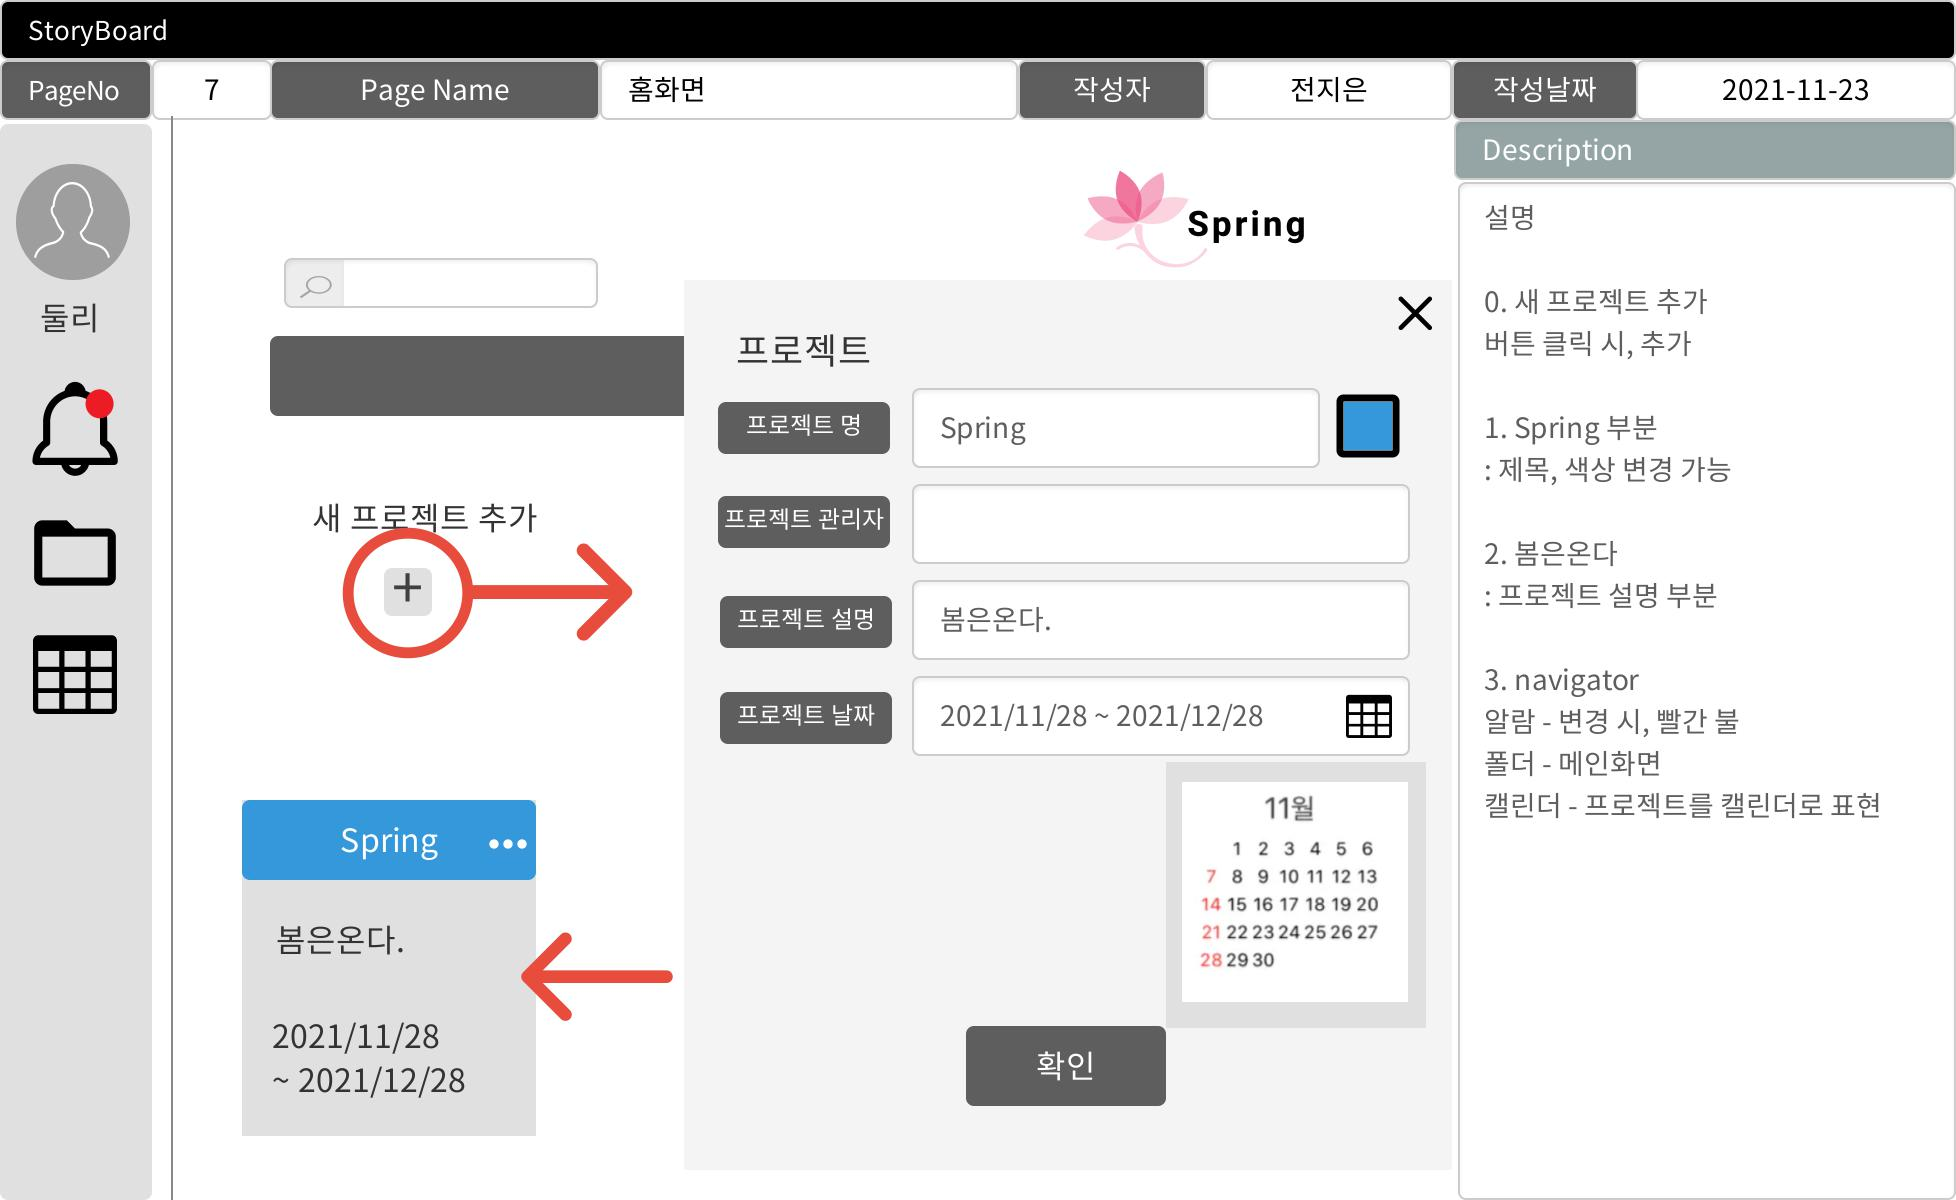 StoryBoard
PageNo 7 Page Name 홈화면 작성자 전지은 작성날짜 2021-11-23
둘리
Spring
새 프로젝트 추가
+
Spring
봄은온다.
2021/11/28
~ 2021/12/28
프로젝트
프로젝트 명 Spring
프로젝트 관리자
프로젝트 설명 봄은온다.
프로젝트 날짜 2021/11/28 ~ 2021/12/28
11월
1 2 3 4 5 6
7 8 9 10 11 12 13
14 15 16 17 18 19 20
21 22 23 24 25 26 27
28 29 30
확인
Description
설명
0. 새 프로젝트 추가
버튼 클릭 시, 추가
1. Spring 부분
: 제목, 색상 변경 가능
2. 봄은온다
: 프로젝트 설명 부분
3. navigator
알람 - 변경 시, 빨간 불
폴더 - 메인화면
캘린더 - 프로젝트를 캘린더로 표현